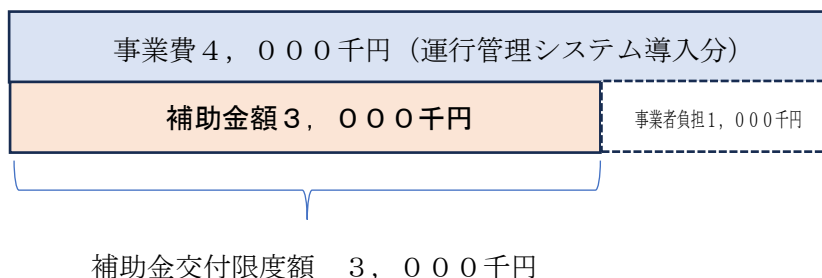 事業費４，０００千円（運行管理システム導入分）
補助金額３，０００千円
事業者負担１，０００千円
補助金交付限度額　３，０００千円